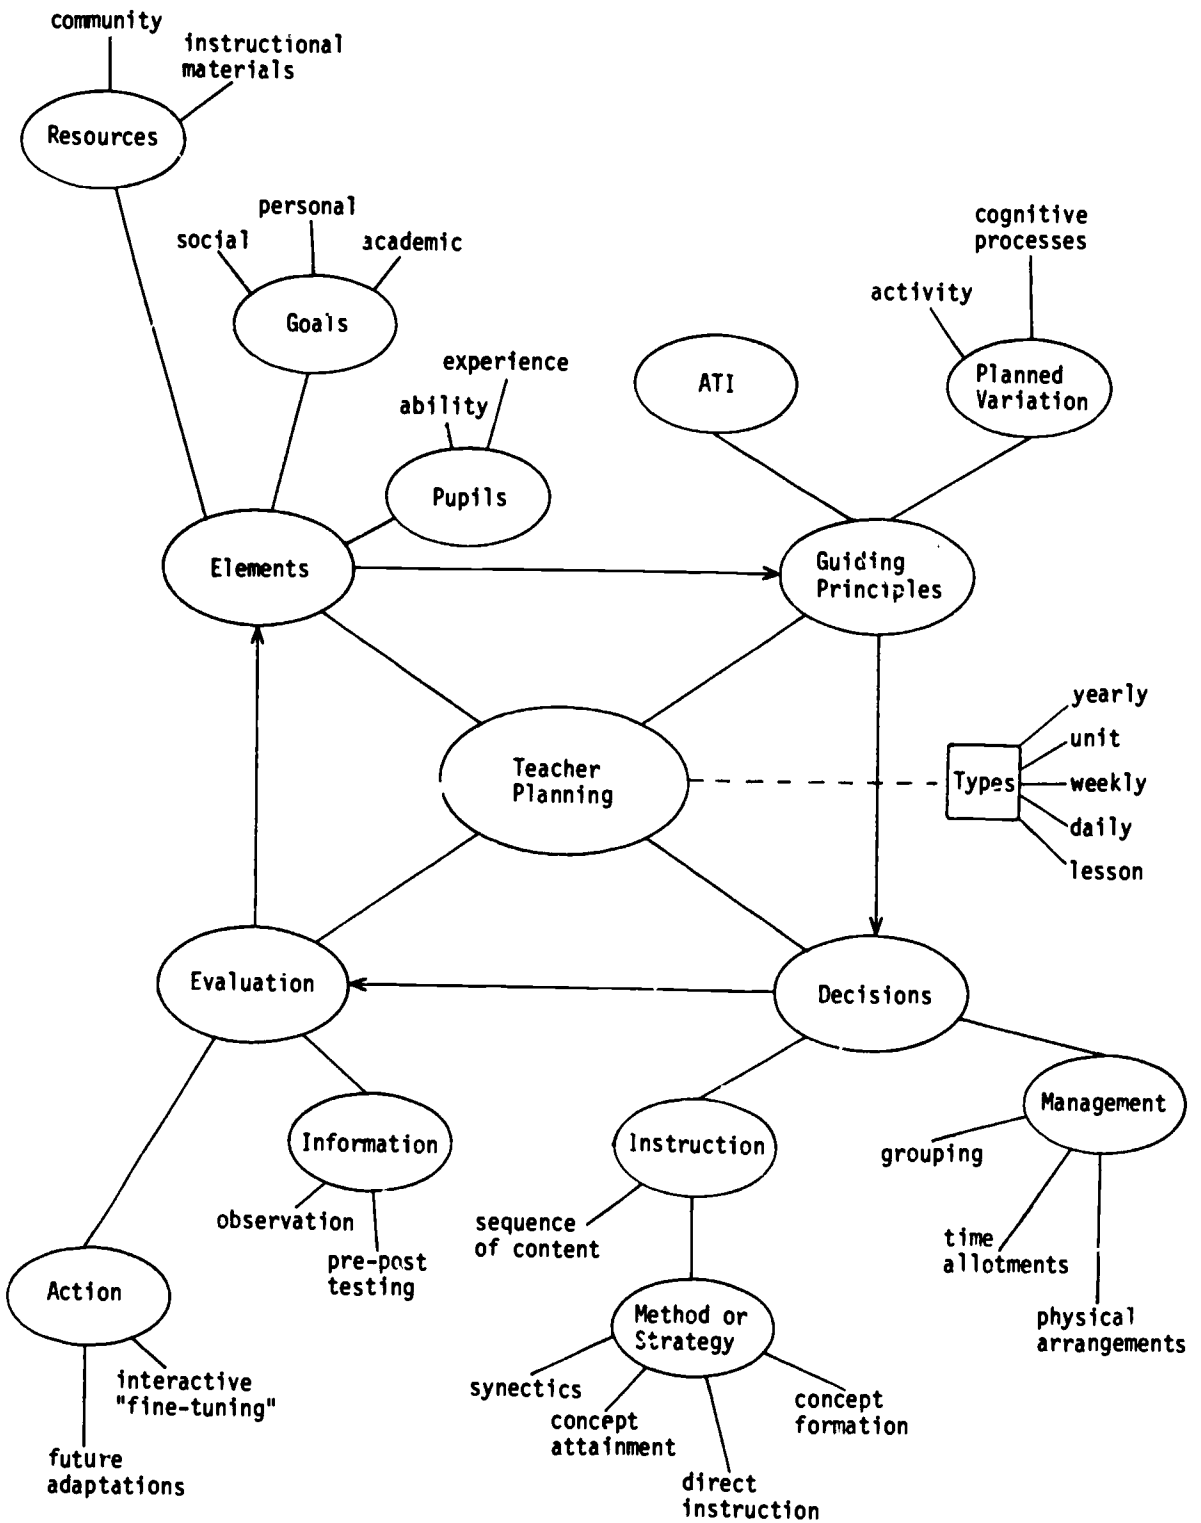 community
instructional
materials
Resources
personal
social
academic
Goals
cognitive
processes
activity
experience
ability
ATI
Planned
Variation
Pupils
Elements
Guiding
Principles
yearly
unit
Teacher
Planning
Types
weekly
daily
lesson
Evaluation
Decisions
Management
Information
Instruction
grouping
observation
sequence
of content
pre-post
testing
time
allotments
Action
Method or
Strategy
physical
arrangements
interactive
"fine-tuning"
synectics
concept
attainment
concept
formation
future
adaptations
direct
instruction